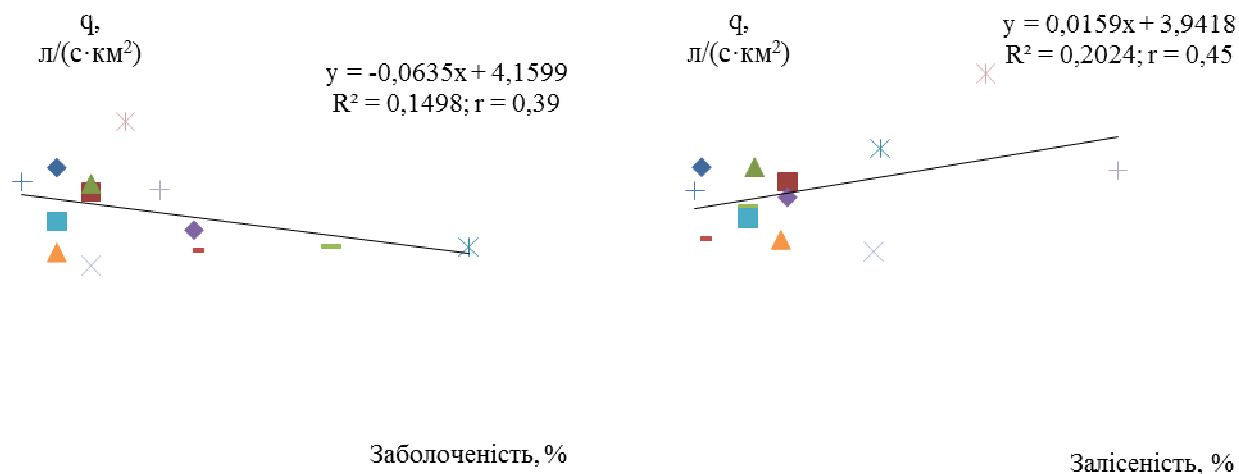 q,
л/(с·км²)
y = -0,0635x + 4,1599
R² = 0,1498; r = 0,39
Заболоченість, %
q,
л/(с·км²)
y = 0,0159x + 3,9418
R² = 0,2024; r = 0,45
Залісеність, %